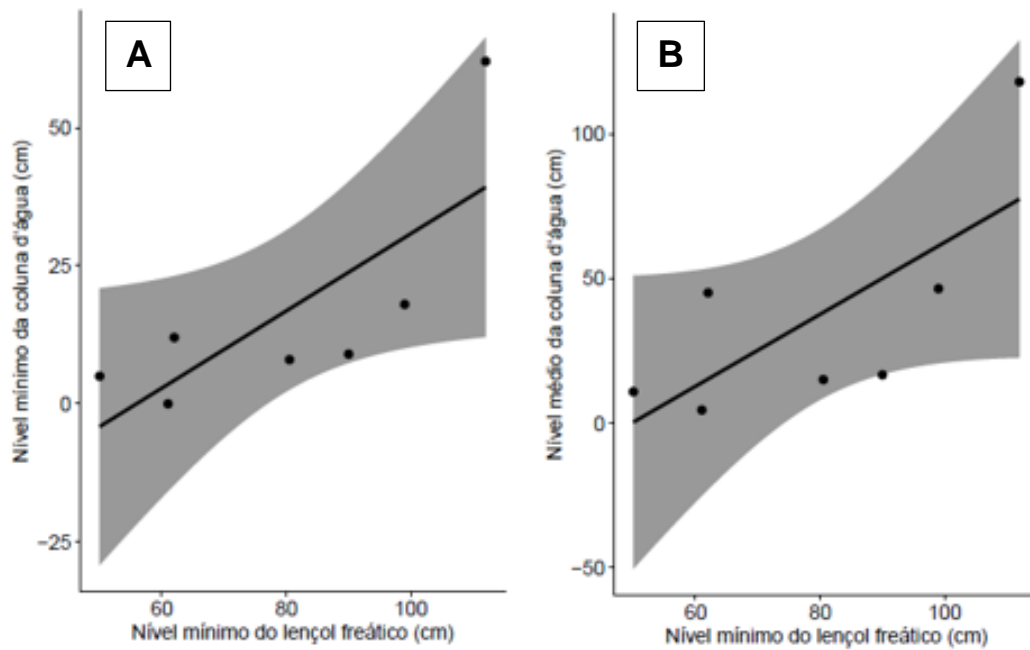 A
Nível mínimo da coluna d'água (cm)
50
25
0
−25
60 80 100
Nível mínimo do lençol freático (cm)
B
Nível médio da coluna d'água (cm)
100
50
0
−50
60 80 100
Nível mínimo do lençol freático (cm)